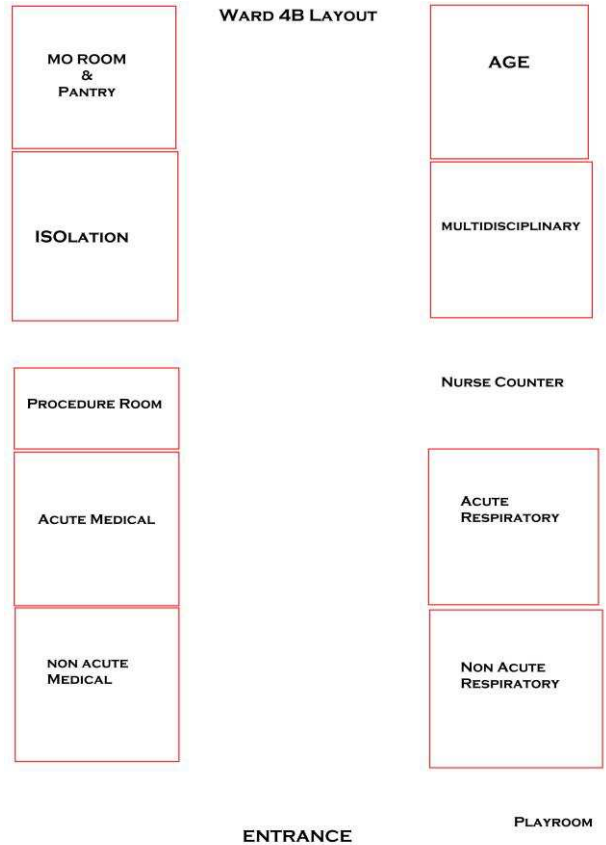 WARD 4B LAYOUT
MO ROOM
&
PANTRY
AGE
ISOLATION
MULTIDISCIPLINARY
PROCEDURE ROOM
NURSE COUNTER
ACUTE MEDICAL
ACUTE
RESPIRATORY
NON ACUTE
MEDICAL
NON ACUTE
RESPIRATORY
PLAYROOM
ENTRANCE